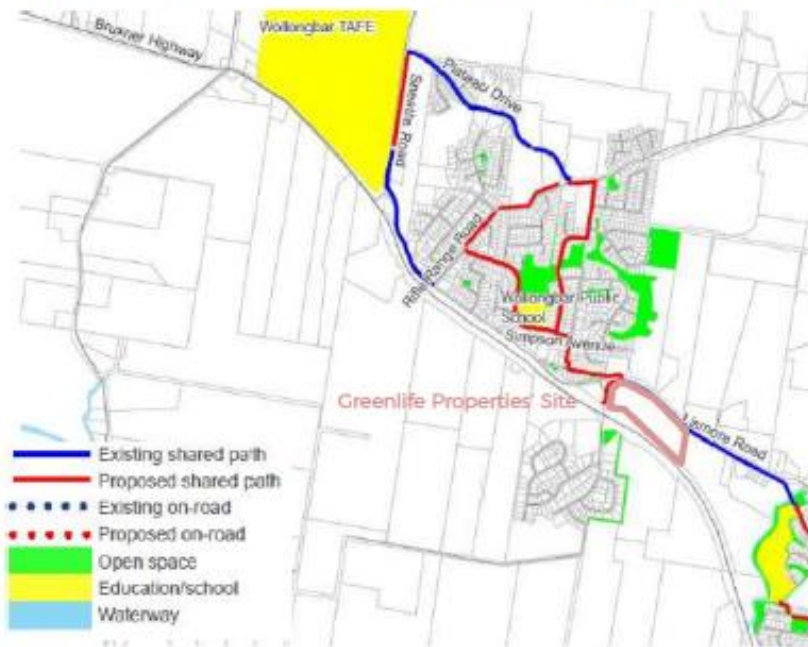 Wollongbar TAFE
Bruxner Highway
Plateau Drive
Sneaths Road
Rifle Range Road
Wollongbar Public
School
Simpson Avenue
Greenlife Properties' Site
Lismore Road
Existing shared path
Proposed shared path
Existing on-road
Proposed on-road
Open space
Education/school
Waterway